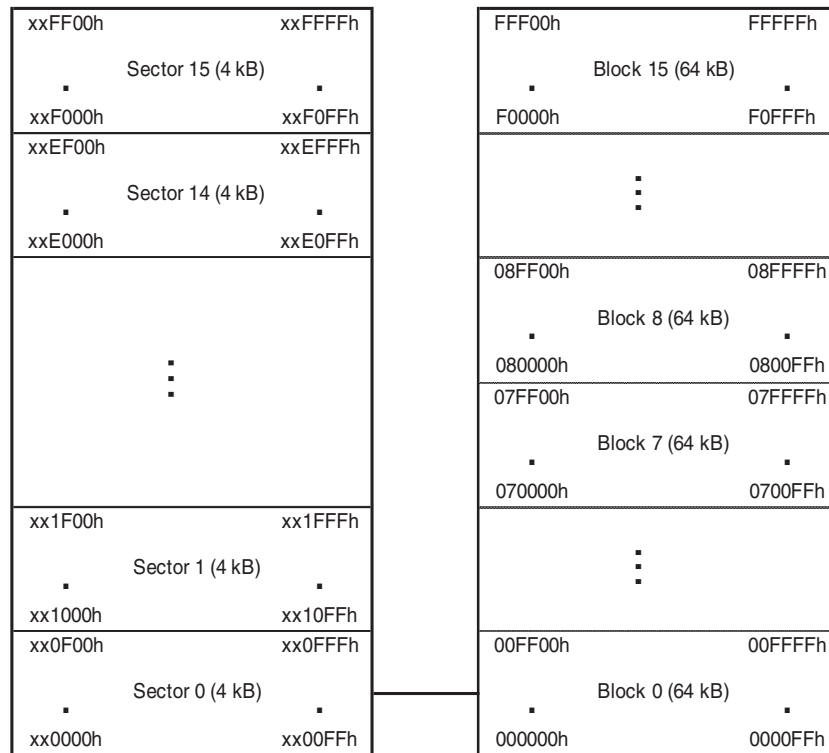 xxFF00h xxFFFFh
Sector 15 (4 kB)
xxF000h xxF0FFh
xxEF00h xxEFFFh
Sector 14 (4 kB)
xxE000h xxE0FFh
xx1F00h xx1FFFh
Sector 1 (4 kB)
xx1000h xx10FFh
xx0F00h xx0FFFh
Sector 0 (4 kB)
xx0000h xx00FFh
FFF00h FFFFFh
Block 15 (64 kB)
F0000h F0FFFh
08FF00h 08FFFFh
Block 8 (64 kB)
080000h 0800FFh
07FF00h 07FFFFh
Block 7 (64 kB)
070000h 0700FFh
00FF00h 00FFFFh
Block 0 (64 kB)
000000h 0000FFh